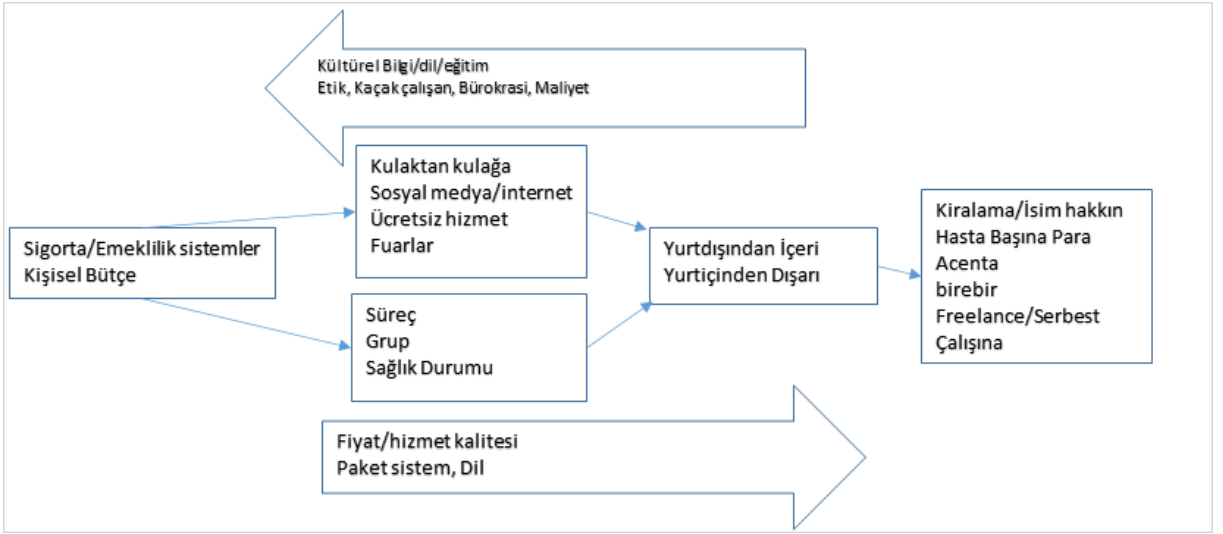 Kültürel Bilgi/dil/eğitim
Etik, Kaçak çalışan, Bürokrasi, Maliyet
Kulaktan kulağa
Sosyal medya/internet
Ücretsiz hizmet
Fuarlar
Sigorta/Emeklilik sistemler
Kişisel Bütçe
Süreç
Grup
Sağlık Durumu
Yurtdışından İçeri
Yurtiçinden Dışarı
Kiralama/İsim hakkın
Hasta Başına Para
Acenta
birebir
Freelance/Serbest
Çalışına
Fiyat/hizmet kalitesi
Paket sistem, Dil